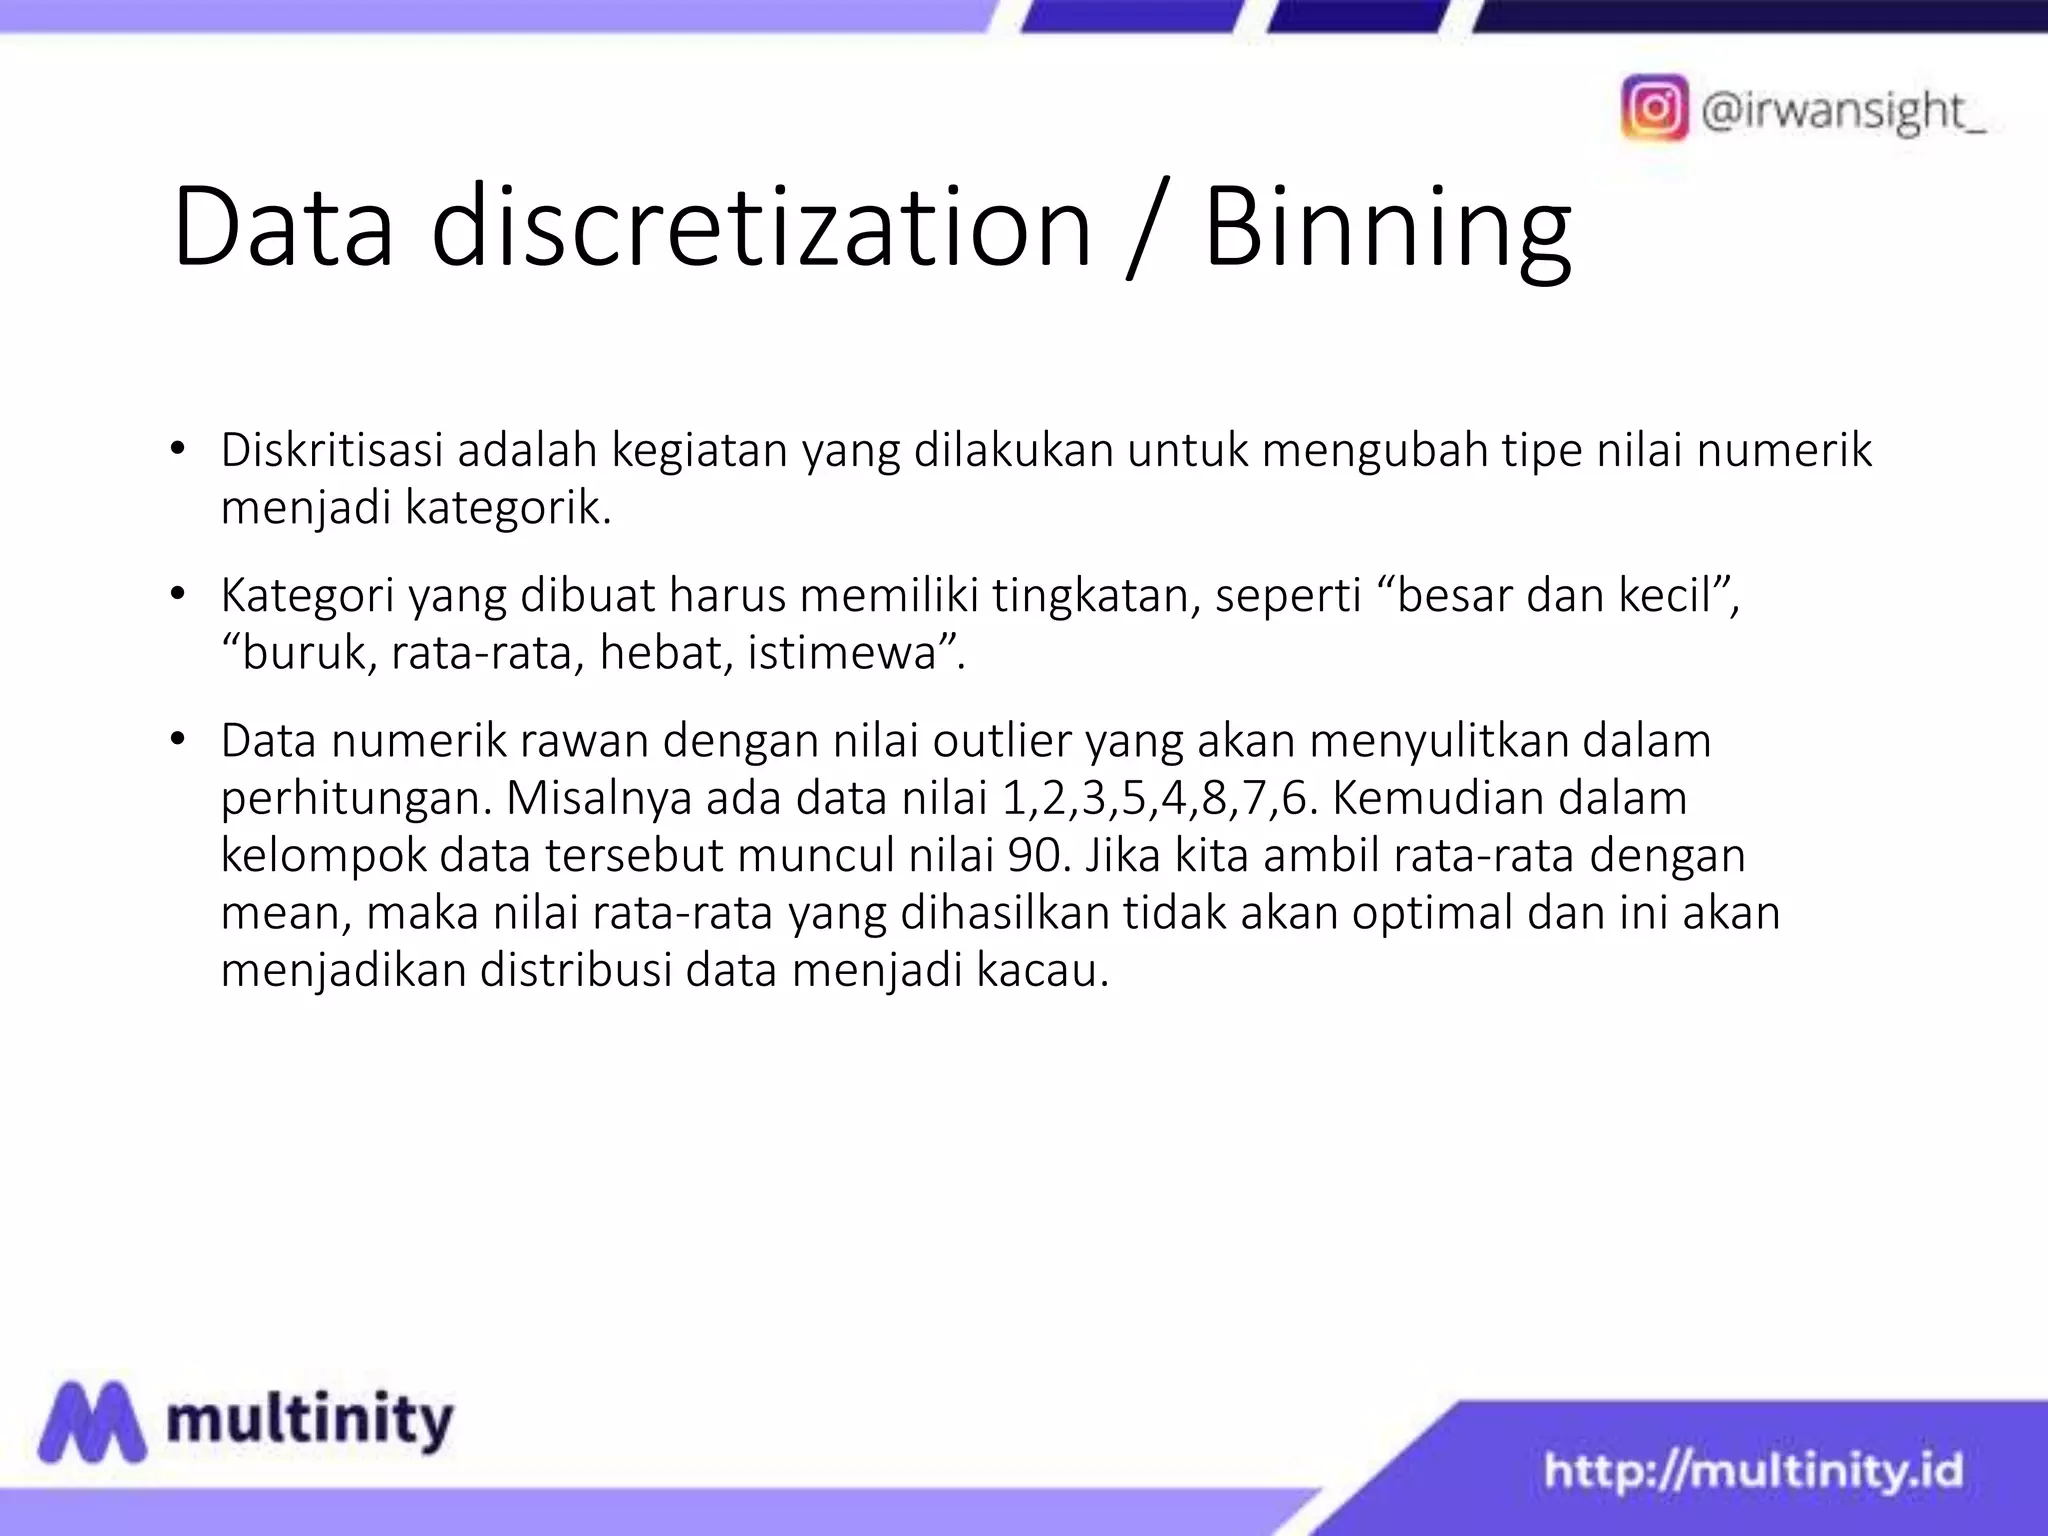 @irwansight_
Data discretization / Binning
• Diskritisasi adalah kegiatan yang dilakukan untuk mengubah tipe nilai numerik
menjadi kategorik.
• Kategori yang dibuat harus memiliki tingkatan, seperti “besar dan kecil”,
“buruk, rata-rata, hebat, istimewa”.
• Data numerik rawan dengan nilai outlier yang akan menyulitkan dalam
perhitungan. Misalnya ada data nilai 1,2,3,5,4,8,7,6. Kemudian dalam
kelompok data tersebut muncul nilai 90. Jika kita ambil rata-rata dengan
mean, maka nilai rata-rata yang dihasilkan tidak akan optimal dan ini akan
menjadikan distribusi data menjadi kacau.
multinity
http://multinity.id